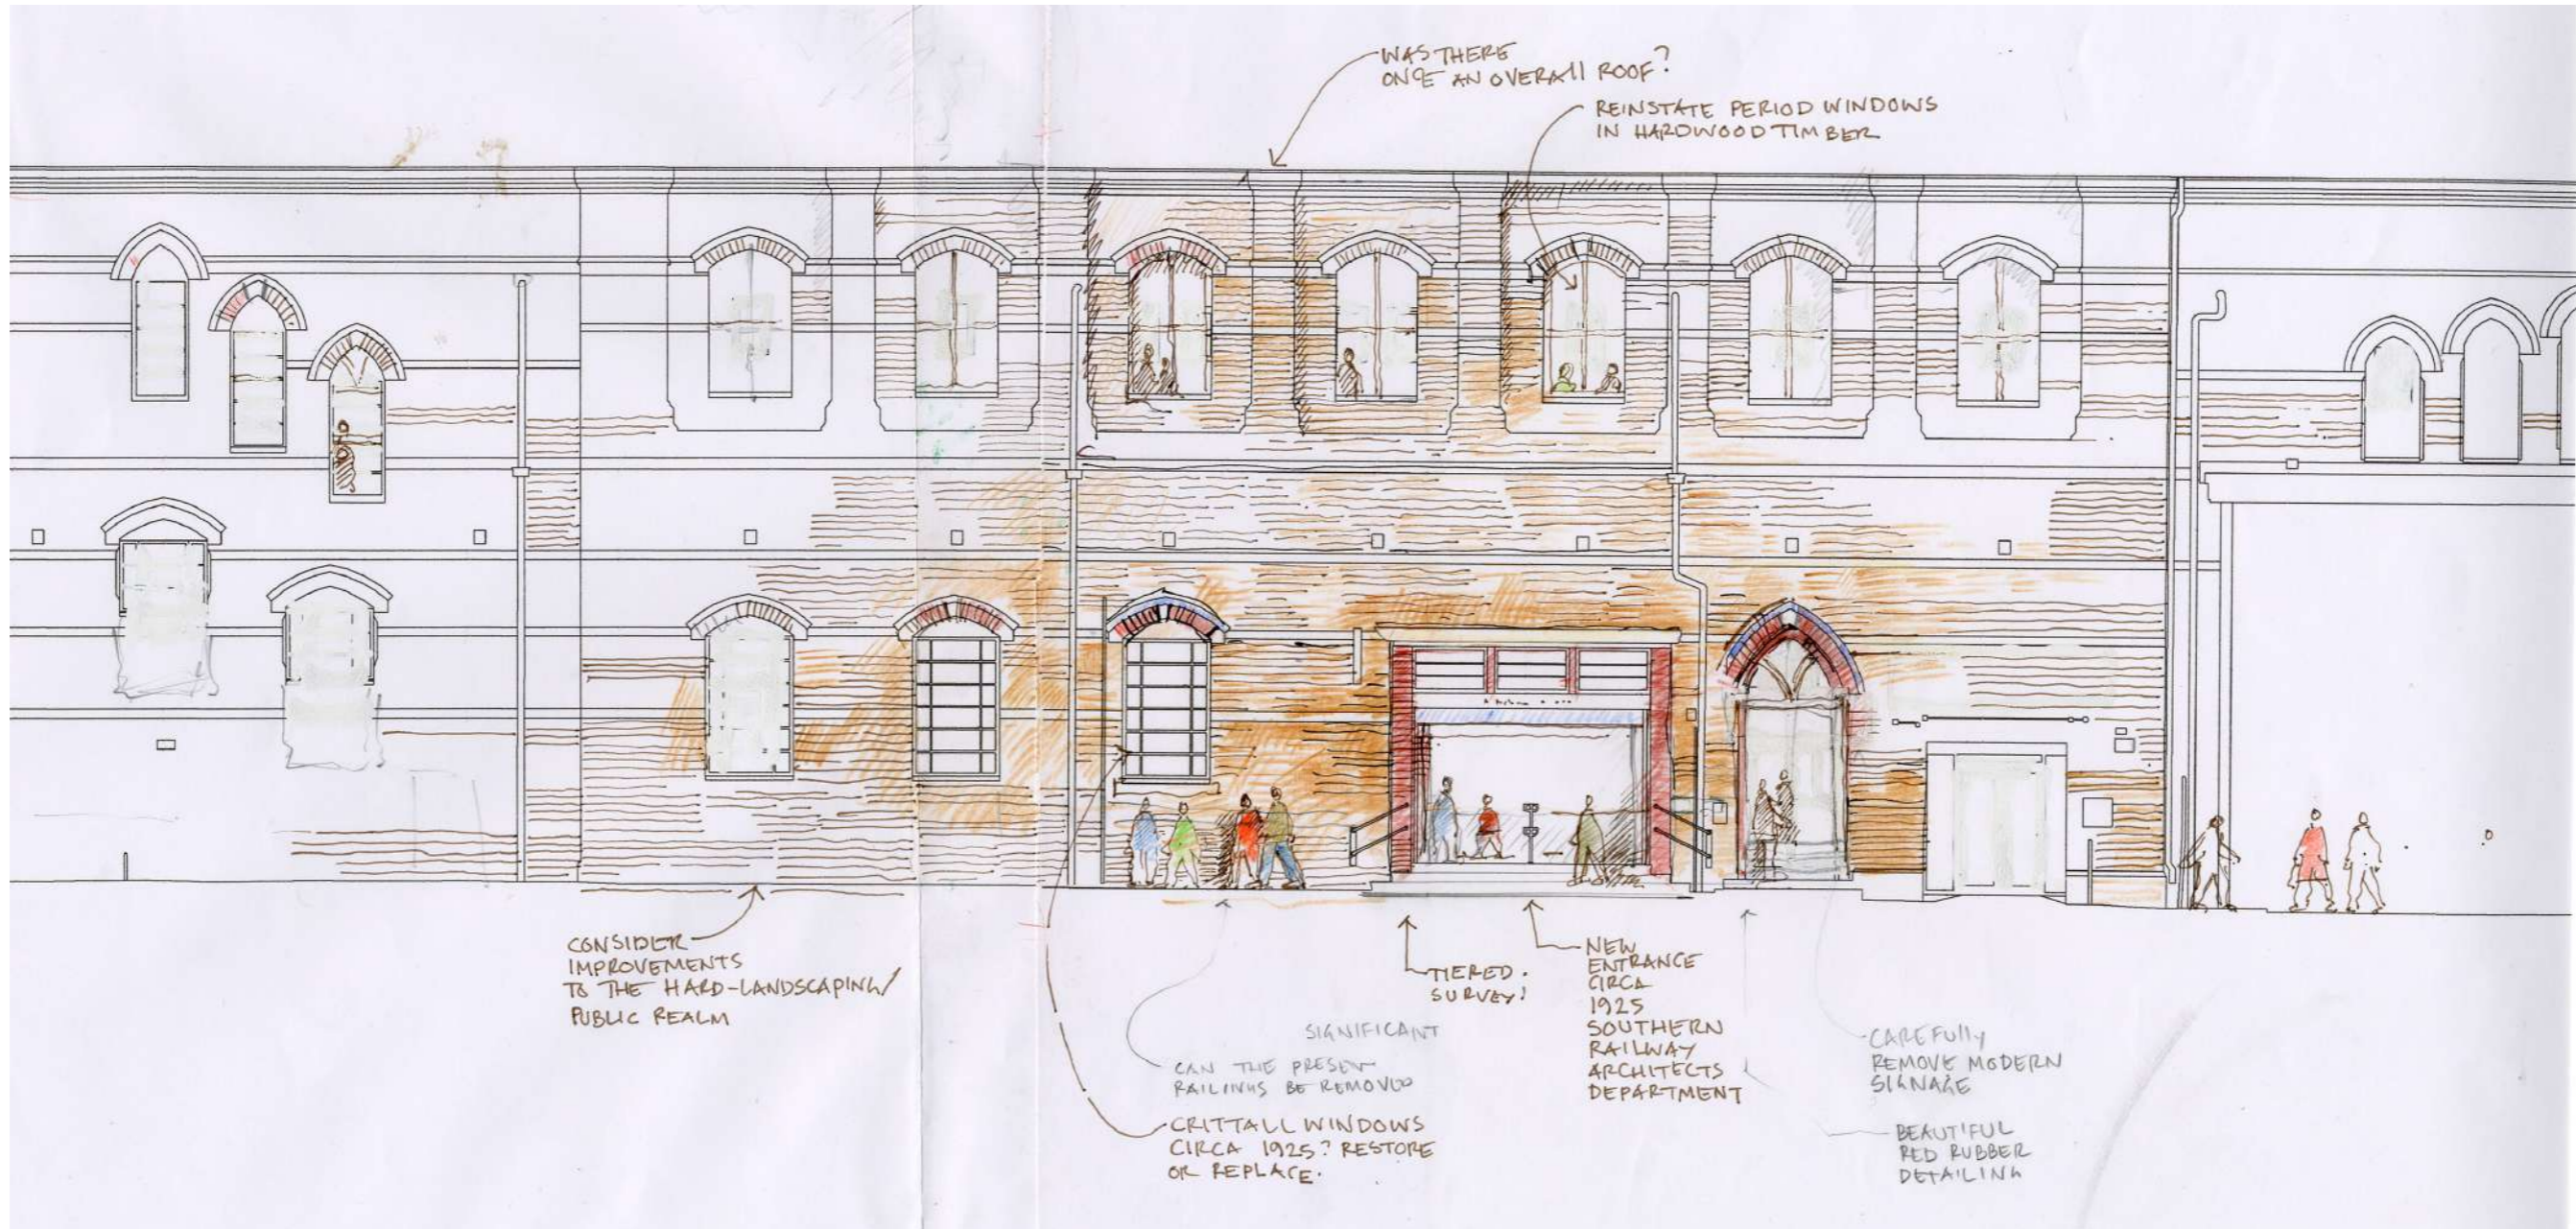 WAS THERE
ONCE AN OVERAll ROOF?
REINSTATE PERIOD WINDOWS
IN HARDWOOD TIMBER
CONSIDER
IMPROVEMENTS
TO THE HARD-LANDSCAPING/
PUBLIC REALM
SIGNIFICANT
CAN THE PRESENT
RAILINGS BE REMOVED
CRITTALL WINDOWS
CIRCA 1925? RESTORE
OR REPLACE.
TIERED.
SURVEY!
NEW
ENTRANCE
CIRCA
1925
SOUTHERN
RAILWAY
ARCHITECTS
DEPARTMENT
CAREFUlly
REMOVE MODERN
SIGNAGE
BEAUTIFUL
RED RUBBER
DETAILING